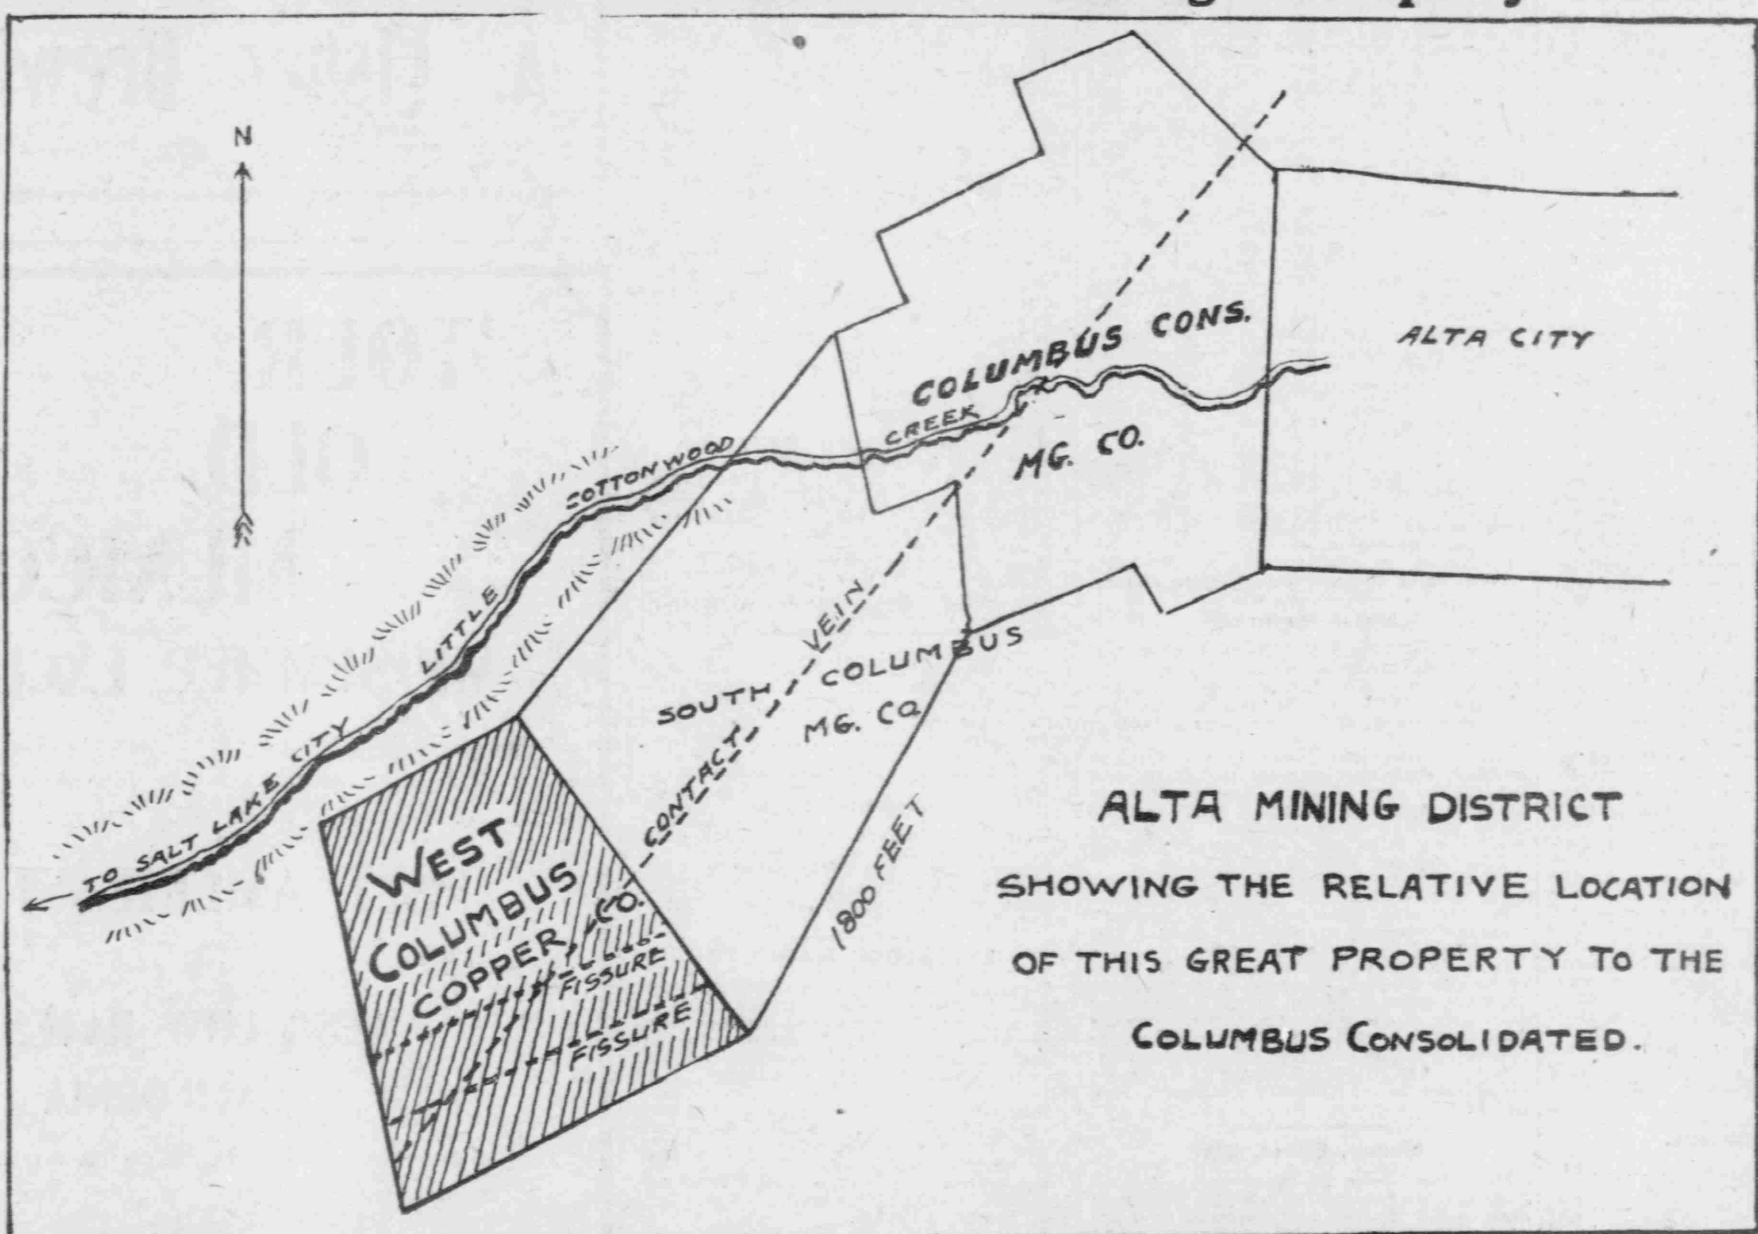 N
COLUMBUS CONS.
MG. CO.
ALTA CITY
TO SALT LAKE CITY
LITTLE
COTTONWOOD
CREEK
CONTACT
VEIN
SOUTH COLUMBUS
MG. CO
1800 FEET
WEST
COLUMBUS
COPPER CO.
FISSURE
FISSURE
ALTA MINING DISTRICT
SHOWING THE RELATIVE LOCATION
OF THIS GREAT PROPERTY TO THE
COLUMBUS CONSOLIDATED.